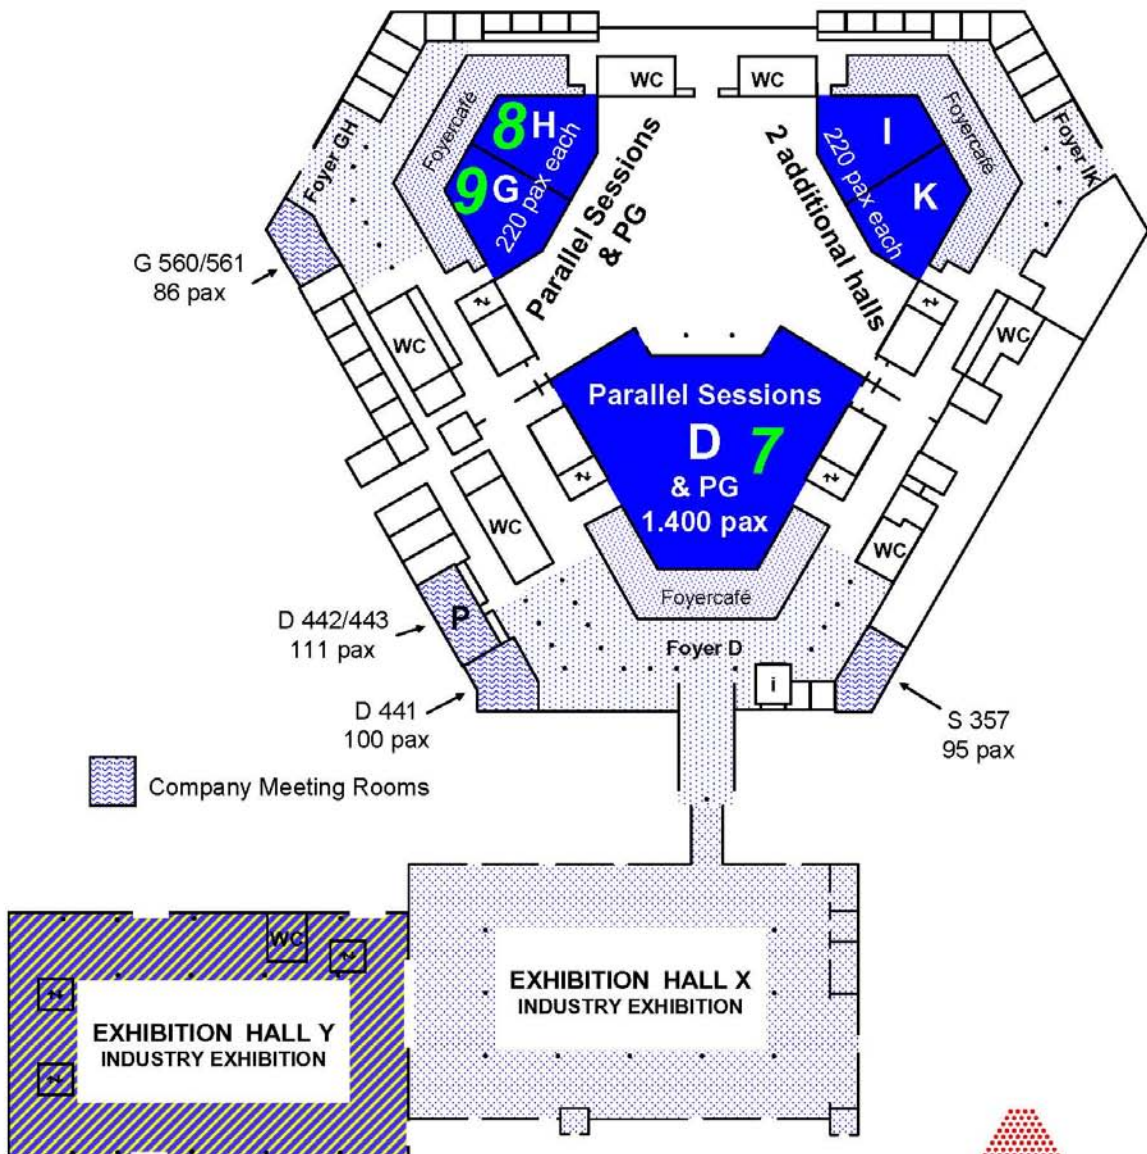 WC
WC
Foyer GH
Foyercafé
8 H
9 G
220 pax each
Parallel Sessions
& PG
2 additional halls
I
K
220 pax each
Foyercafé
Foyer IK
G 560/561
86 pax
WC
WC
Parallel Sessions
D 7
& PG
1.400 pax
WC
WC
Foyercafé
P
D 442/443
111 pax
Foyer D
i
D 441
100 pax
S 357
95 pax
Company Meeting Rooms
WC
EXHIBITION HALL X
INDUSTRY EXHIBITION
EXHIBITION HALL Y
INDUSTRY EXHIBITION